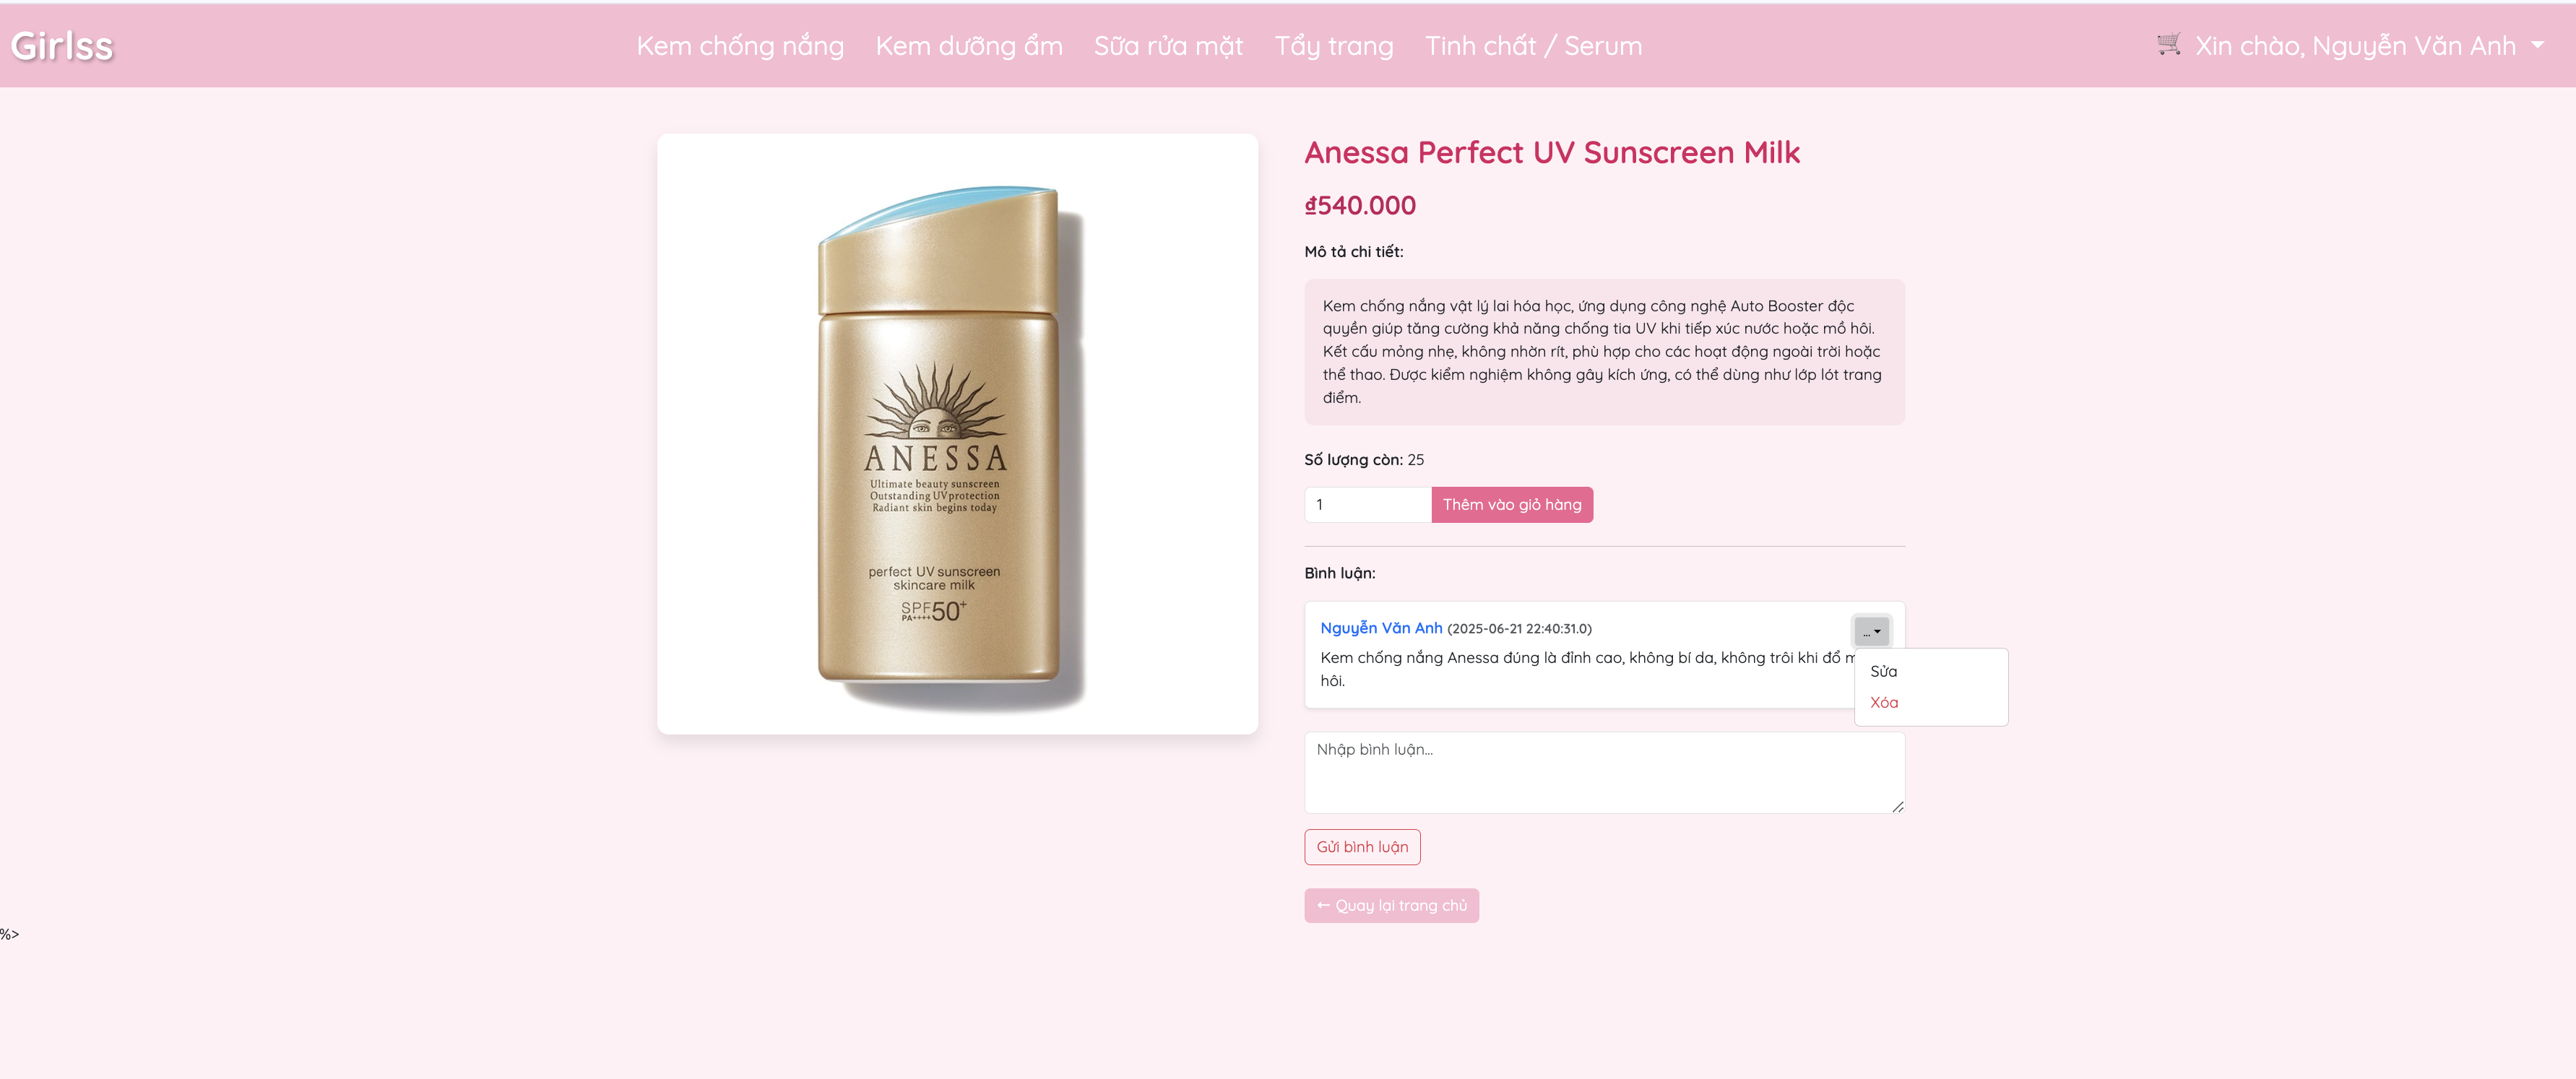 Girlss
Kem chống nắng Kem dưỡng ẩm Sữa rửa mặt Tẩy trang Tinh chất / Serum
Xin chào, Nguyễn Văn Anh
ANESSA
Ultimate beauty sunscreen
Outstanding UV protection
Radiant skin begins today
perfect UV sunscreen
skincare milk
SPF50+
PA++++
Anessa Perfect UV Sunscreen Milk
₫540.000
Mô tả chi tiết:
Kem chống nắng vật lý lai hóa học, ứng dụng công nghệ Auto Booster độc
quyền giúp tăng cường khả năng chống tia UV khi tiếp xúc nước hoặc mồ hôi.
Kết cấu mỏng nhẹ, không nhờn rít, phù hợp cho các hoạt động ngoài trời hoặc
thể thao. Được kiểm nghiệm không gây kích ứng, có thể dùng như lớp lót trang
điểm.
Số lượng còn: 25
1
Thêm vào giỏ hàng
Bình luận:
Nguyễn Văn Anh (2025-06-21 22:40:31.0)
...
Kem chống nắng Anessa đúng là đỉnh cao, không bí da, không trôi khi đổ
hôi.
Sửa
Xóa
Nhập bình luận...
Gửi bình luận
← Quay lại trang chủ
%>